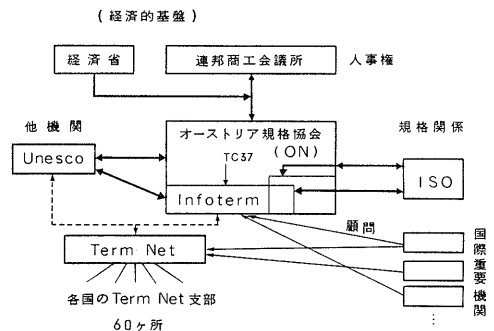 (経済的基盤)
経済省
連邦商工会議所
人事権
他機関
オーストリア規格協会
(ON)
規格関係
Unesco
TC37
ISO
Infoterm
顧問
Term Net
国際重要機関
⋮
各国のTerm Net支部
60ヶ所